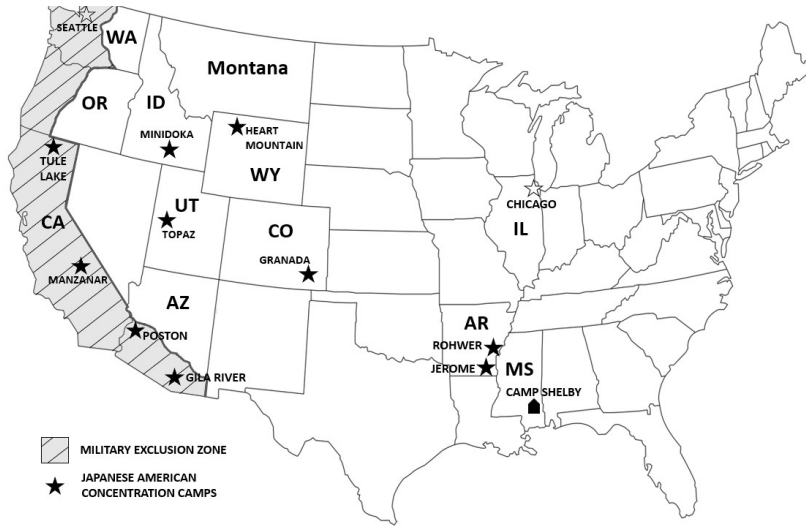 SEATTLE
WA
Montana
OR
ID
MINIDOKA
HEART
MOUNTAIN
TULE
LAKE
WY
CA
UT
TOPAZ
CO
GRANADA
CHICAGO
IL
MANZANAR
AZ
POSTON
GILA RIVER
AR
ROHWER
JEROME
MS
CAMP SHELBY
MILITARY EXCLUSION ZONE
JAPANESE AMERICAN
CONCENTRATION CAMPS